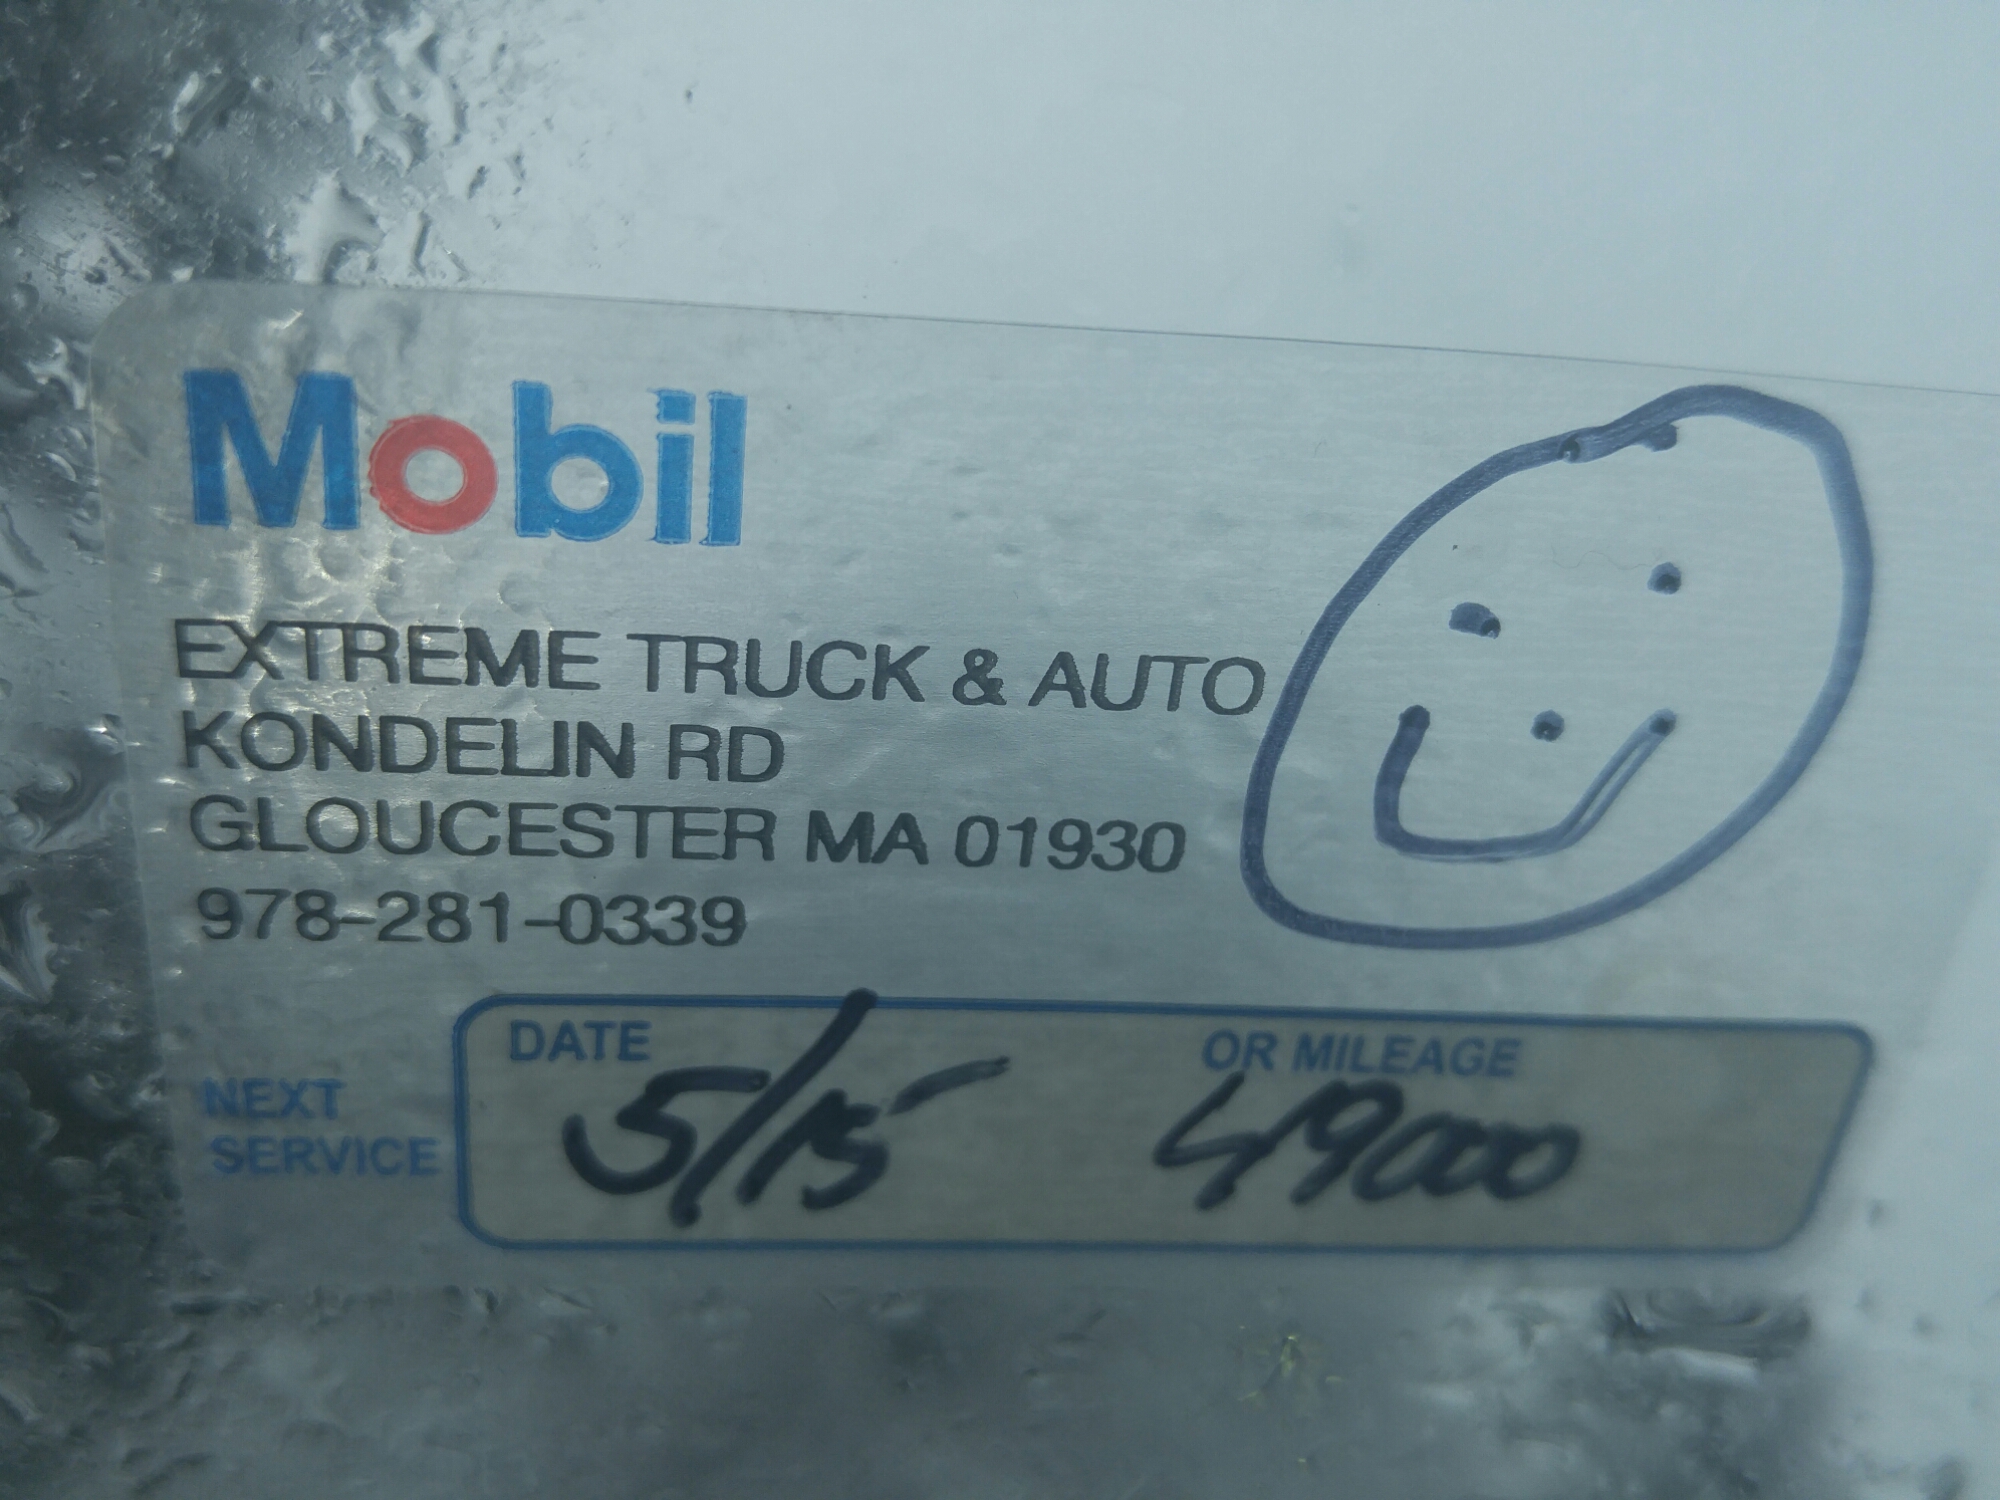 Mobil
EXTREME TRUCK & AUTO
KONDELIN RD
GLOUCESTER MA 01930
978-281-0339
NEXT SERVICE
DATE 5/15
OR MILEAGE 49000